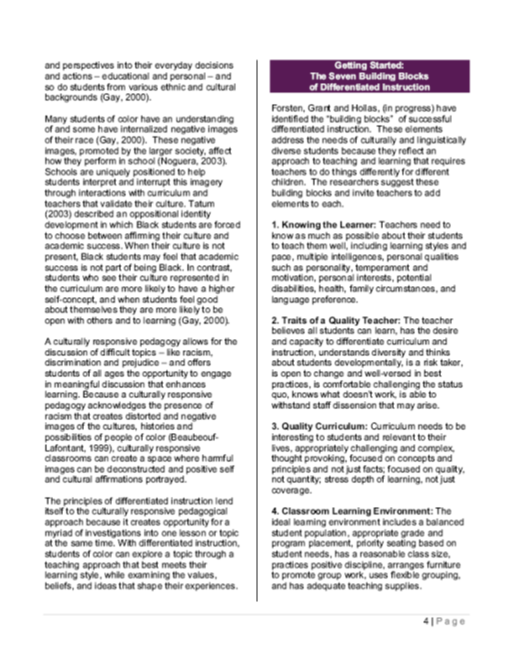 and perspectives into their everyday decisions
and actions – educational and personal – and
so do students from various ethnic and cultural
backgrounds (Gay, 2000).
Many students of color have an understanding
of and some have internalized negative images
of their race (Gay, 2000).  These negative
images, promoted by the larger society, affect
how they perform in school (Noguera, 2003).
Schools are uniquely positioned to help
students interpret and interrupt this imagery
through interactions with curriculum and
teachers that validate their culture. Tatum
(2003) described an oppositional identity
development in which Black students are forced
to choose between affirming their culture and
academic success. When their culture is not
present, Black students may feel that academic
success is not part of being Black. In contrast,
students who see their culture represented in
the curriculum are more likely to have a higher
self-concept, and when students feel good
about themselves they are more likely to be
open with others and to learning (Gay, 2000).
A culturally responsive pedagogy allows for the
discussion of difficult topics – like racism,
discrimination and prejudice – and offers
students of all ages the opportunity to engage
in meaningful discussion that enhances
learning. Because a culturally responsive
pedagogy acknowledges the presence of
racism that creates distorted and negative
images of the cultures, histories and
possibilities of people of color (Beaubeouf-
Lafontant, 1999), culturally responsive
classrooms can create a space where harmful
images can be deconstructed and positive self
and cultural affirmations portrayed.
The principles of differentiated instruction lend
itself to the culturally responsive pedagogical
approach because it creates opportunity for a
myriad of investigations into one lesson or topic
at the same time. With differentiated instruction,
students of color can explore a topic through a
teaching approach that best meets their
learning style, while examining the values,
beliefs, and ideas that shape their experiences.
Getting Started:
The Seven Building Blocks
of Differentiated Instruction
Forsten, Grant and Hollas, (in progress) have
identified the "building blocks"  of successful
differentiated instruction.  These elements
address the needs of culturally and linguistically
diverse students because they reflect an
approach to teaching and learning that requires
teachers to do things differently for different
children.  The researchers suggest these
building blocks and invite teachers to add
elements to each.
1. Knowing the Learner: Teachers need to
know as much as possible about their students
to teach them well, including learning styles and
pace, multiple intelligences, personal qualities
such as personality, temperament and
motivation, personal interests, potential
disabilities, health, family circumstances, and
language preference.
2. Traits of a Quality Teacher: The teacher
believes all students can learn, has the desire
and capacity to differentiate curriculum and
instruction, understands diversity and thinks
about students developmentally, is a risk taker,
is open to change and well-versed in best
practices, is comfortable challenging the status
quo, knows what doesn't work, is able to
withstand staff dissension that may arise.
3. Quality Curriculum: Curriculum needs to be
interesting to students and relevant to their
lives, appropriately challenging and complex,
thought provoking, focused on concepts and
principles and not just facts; focused on quality,
not quantity; stress depth of learning, not just
coverage.
4. Classroom Learning Environment: The
ideal learning environment includes a balanced
student population, appropriate grade and
program placement, priority seating based on
student needs, has a reasonable class size,
practices positive discipline, arranges furniture
to promote group work, uses flexible grouping,
and has adequate teaching supplies.
4 | Page